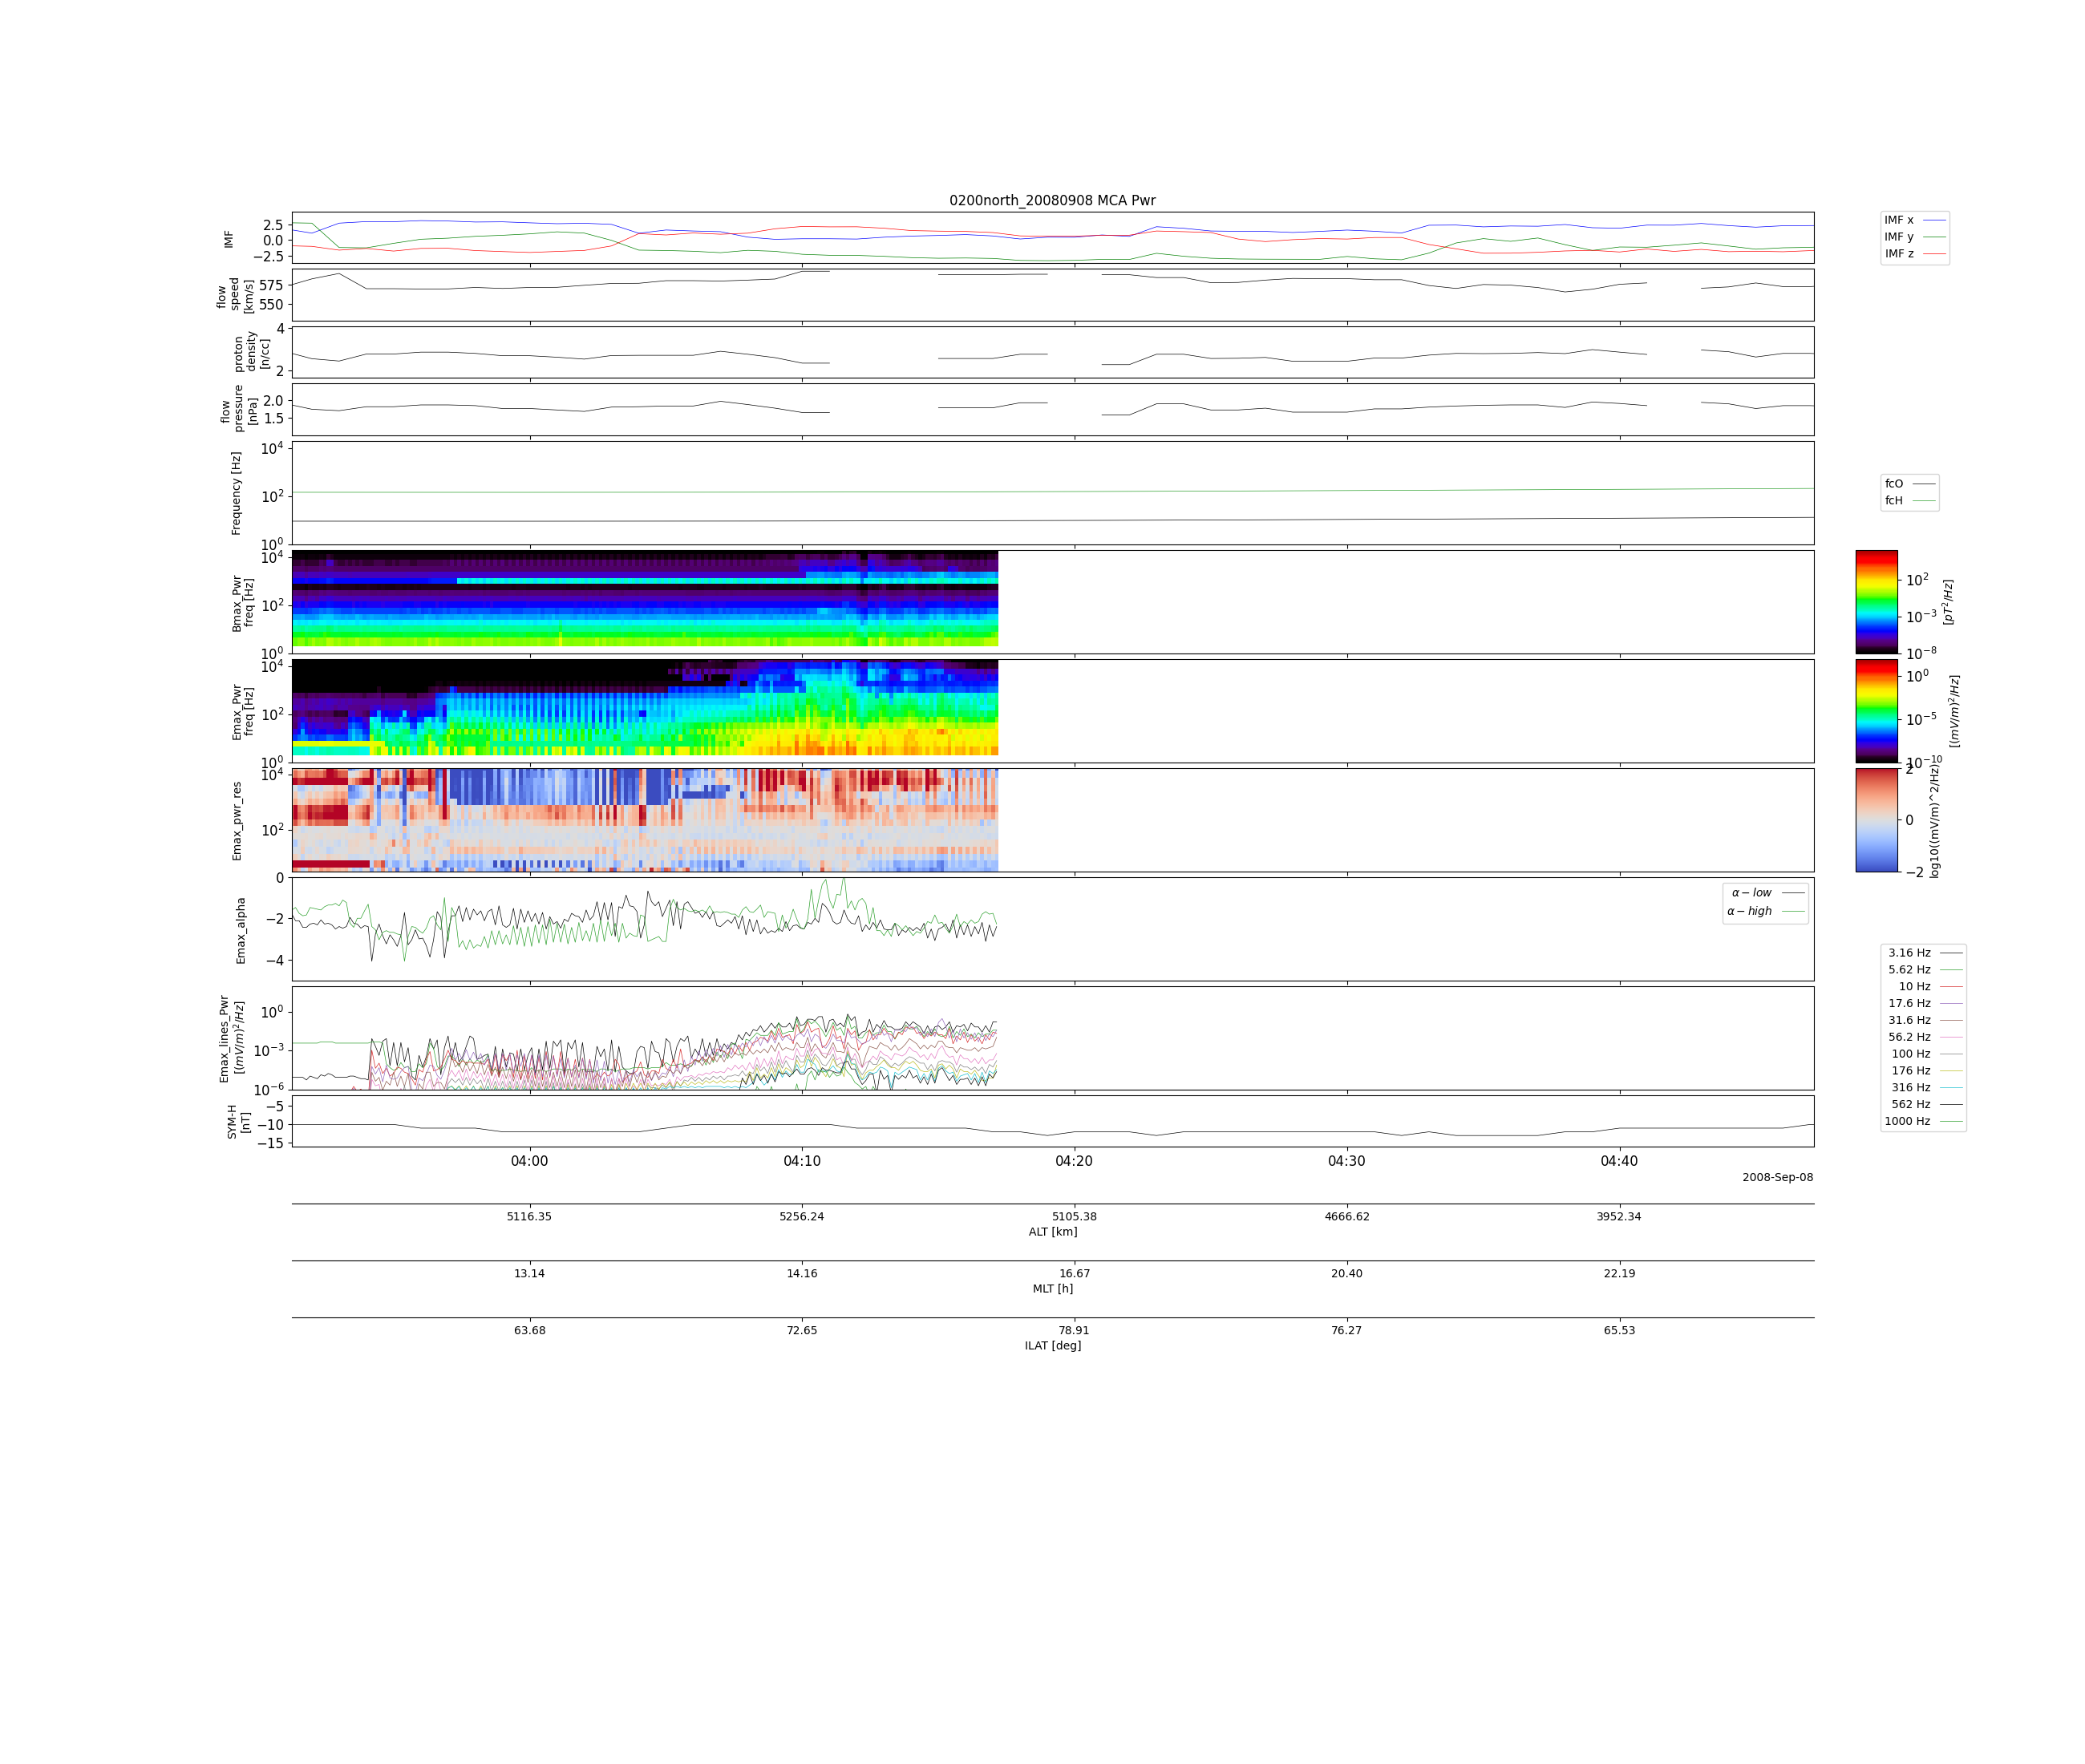 0200north_20080908 MCA Pwr
IMF
2.5
0.0
−2.5
IMF x
IMF y
IMF z
flow
speed
[km/s]
575
550
proton
density
[n/cc]
4
2
flow
pressure
[nPa]
2.0
1.5
Frequency [Hz]
10^4
10^2
10^0
fcO
fcH
Bmax_Pwr
freq [Hz]
10^4
10^2
10^0
10^2
10^−3
10^−8
[pT^2/Hz]
Emax_Pwr
freq [Hz]
10^4
10^2
10^0
10^0
10^−5
10^−10
[(mV/m)^2/Hz]
Emax_pwr_res
10^4
10^2
2
0
−2
log10((mV/m)^2/Hz)
Emax_alpha
0
−2
−4
α − low
α − high
Emax_lines_Pwr
[(mV/m)^2/Hz]
10^0
10^−3
10^−6
3.16 Hz
5.62 Hz
10 Hz
17.6 Hz
31.6 Hz
56.2 Hz
100 Hz
176 Hz
316 Hz
562 Hz
1000 Hz
SYM-H
[nT]
−5
−10
−15
04:00 04:10 04:20 04:30 04:40
2008-Sep-08
5116.35 5256.24 5105.38 4666.62 3952.34
ALT [km]
13.14 14.16 16.67 20.40 22.19
MLT [h]
63.68 72.65 78.91 76.27 65.53
ILAT [deg]